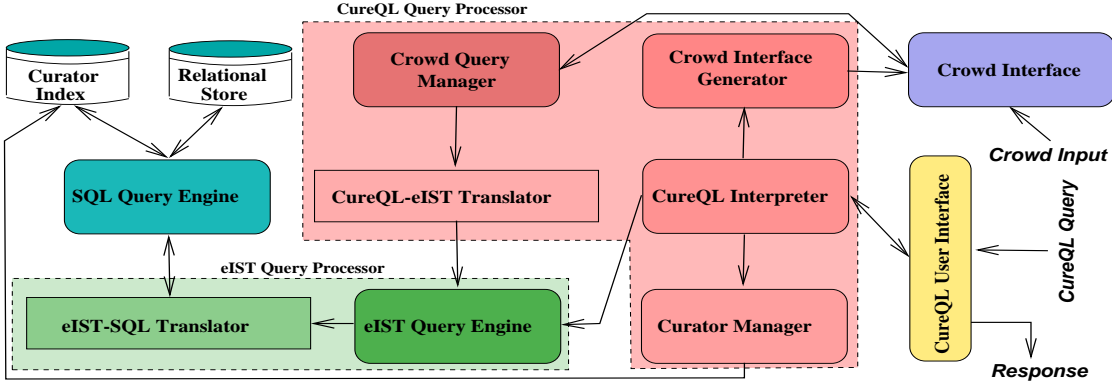 CureQL Query Processor
Curator
Index
Relational
Store
Crowd Query
Manager
Crowd Interface
Generator
Crowd Interface
Crowd Input
SQL Query Engine
CureQL-eIST Translator
CureQL Interpreter
CureQL User Interface
CureQL Query
eIST Query Processor
eIST-SQL Translator
eIST Query Engine
Curator Manager
Response